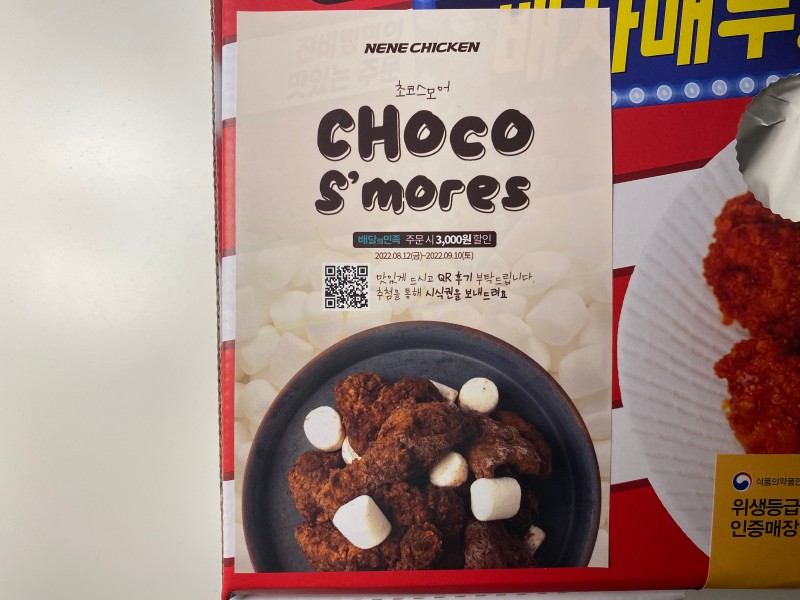 NENE CHICKEN
초코스모어
CHOCO
S'mores
배달의민족 주문 시 3,000원 할인
2022.08.12(금)~2022.09.10(토)
맛있게 드시고 QR 후기 부탁드립니다.
추첨을 통해 시식권을 보내드려요
식품의약품안
위생등급
인증매장